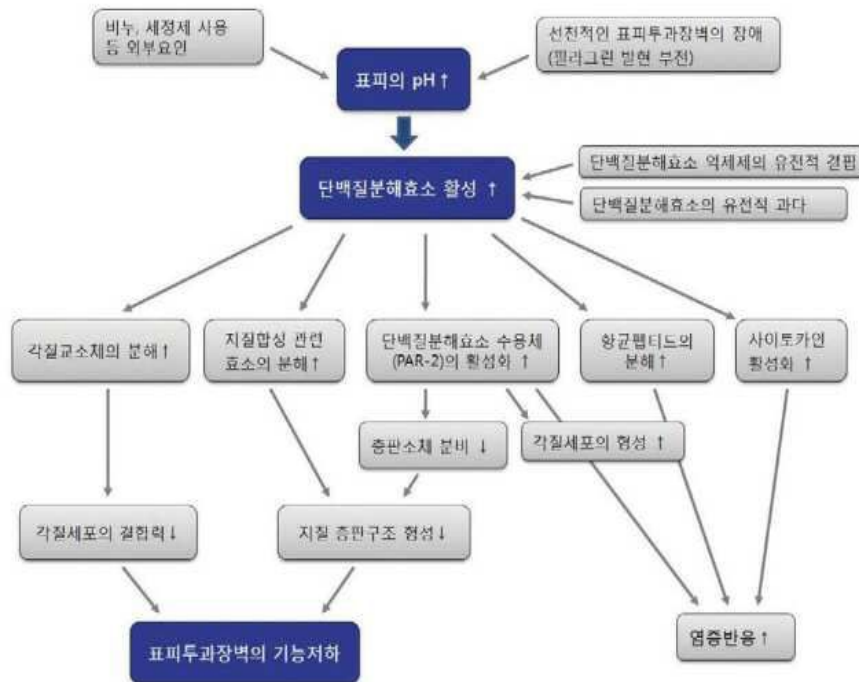 비누, 세정제 사용
등 외부요인
선천적인 표피투과장벽의 장애
(필라그린 발현 부전)
표피의 pH↑
단백질분해효소 억제제의 유전적 결핍
단백질분해효소 활성 ↑
단백질분해효소의 유전적 과다
각질교소체의 분해↑
지질합성 관련
효소의 분해↑
단백질분해효소 수용체
(PAR-2)의 활성화 ↑
항균펩티드의
분해↑
사이토카인
활성화 ↑
층판소체 분비 ↓
각질세포의 형성 ↑
각질세포의 결합력↓
지질 층판구조 형성↓
표피투과장벽의 기능저하
염증반응↑